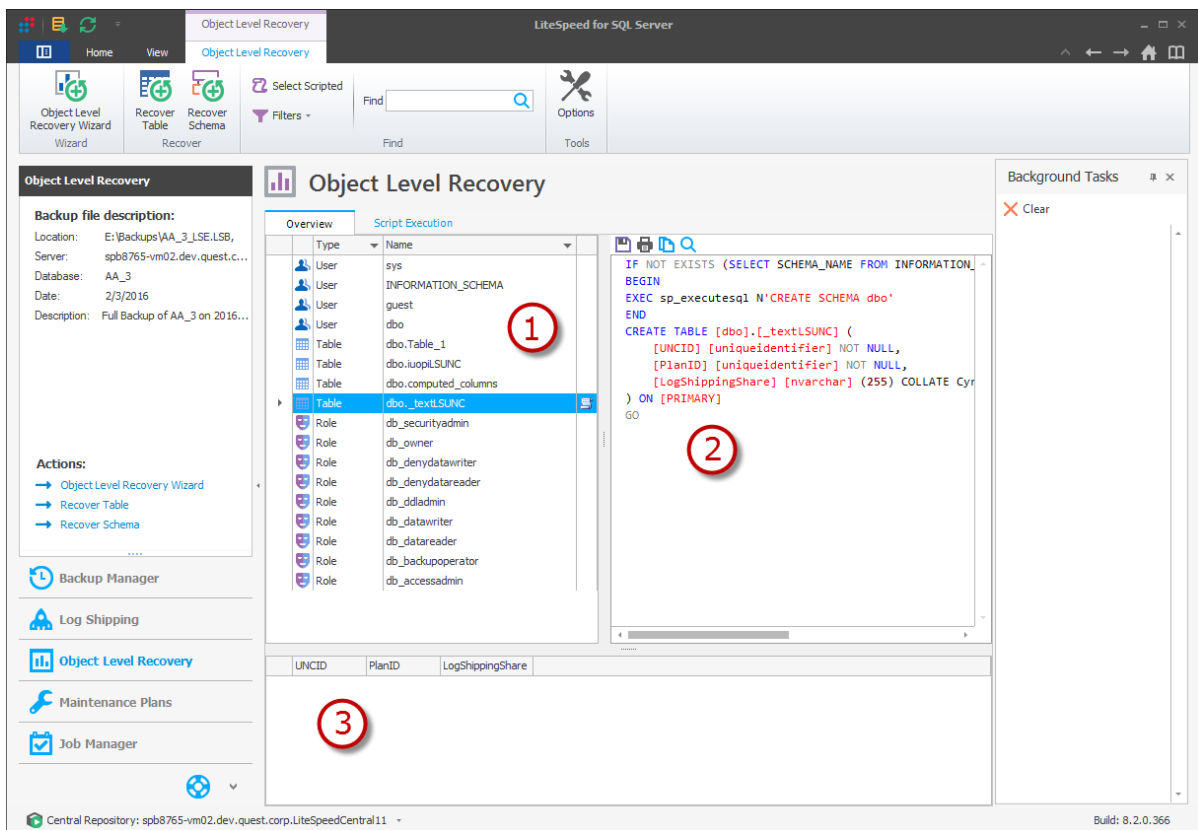 Object Level Recovery
LiteSpeed for SQL Server
Home View Object Level Recovery
Object Level Recovery Wizard
Recover Table
Recover Schema
Select Scripted
Filters
Find
Options
Wizard Recover Find Tools
Object Level Recovery
Backup file description:
Location: E:\Backups\AA_3_LSE.LSB,
Server: spb8765-vm02.dev.quest.c...
Database: AA_3
Date: 2/3/2016
Description: Full Backup of AA_3 on 2016...
Actions:
Object Level Recovery Wizard
Recover Table
Recover Schema
Backup Manager
Log Shipping
Object Level Recovery
Maintenance Plans
Job Manager
Object Level Recovery
Overview Script Execution
Type Name
User sys
User INFORMATION_SCHEMA
User guest
User dbo
Table dbo.Table_1
Table dbo.iuopiLSUNC
Table dbo.computed_columns
Table dbo._textLSUNC
Role db_securityadmin
Role db_owner
Role db_denydatawriter
Role db_denydatareader
Role db_ddladmin
Role db_datawriter
Role db_datareader
Role db_backupoperator
Role db_accessadmin
1
IF NOT EXISTS (SELECT SCHEMA_NAME FROM INFORMATION_
BEGIN
EXEC sp_executesql N'CREATE SCHEMA dbo'
END
CREATE TABLE [dbo].[_textLSUNC] (
[UNCID] [uniqueidentifier] NOT NULL,
[PlanID] [uniqueidentifier] NOT NULL,
[LogShippingShare] [nvarchar] (255) COLLATE Cyr
) ON [PRIMARY]
GO
2
UNCID PlanID LogShippingShare
3
Background Tasks
Clear
Central Repository: spb8765-vm02.dev.quest.corp.LiteSpeedCentral11
Build: 8.2.0.366